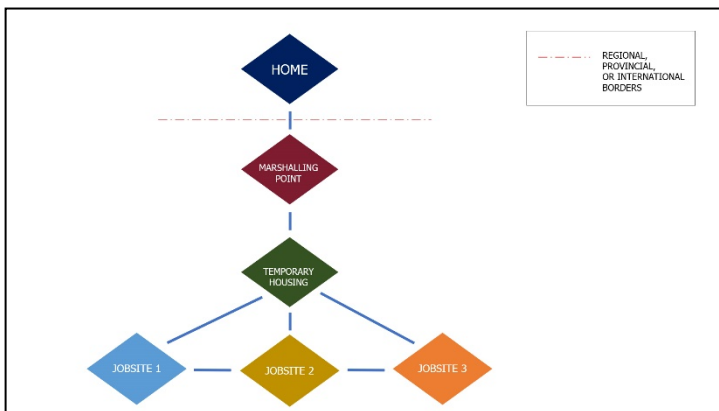 HOME
REGIONAL,
PROVINCIAL,
OR INTERNATIONAL
BORDERS
MARSHALLING
POINT
TEMPORARY
HOUSING
JOBSITE 1
JOBSITE 2
JOBSITE 3